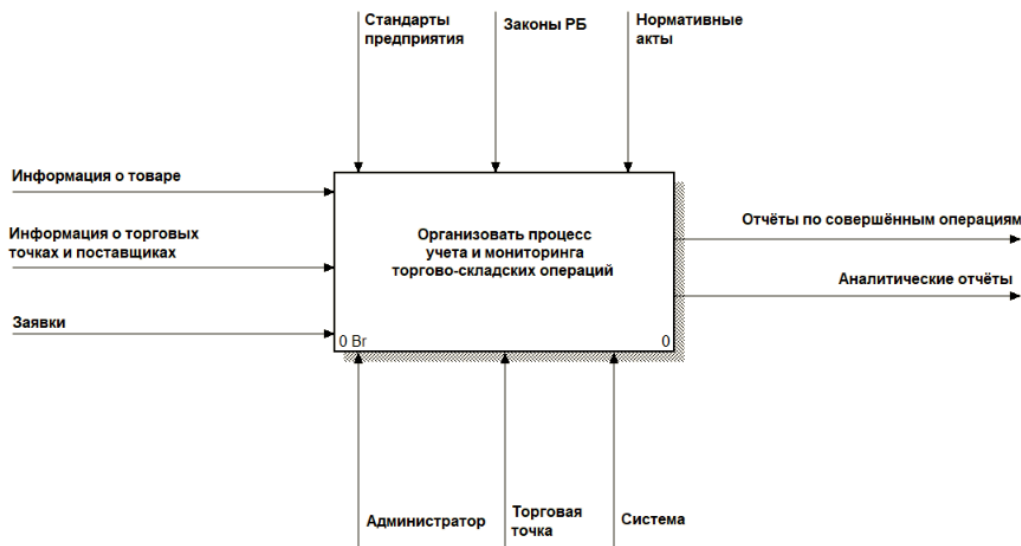 Стандарты
предприятия
Законы РБ
Нормативные
акты
Информация о товаре
Информация о торговых
точках и поставщиках
Заявки
Организовать процесс
учета и мониторинга
торгово-складских операций
0 Br
0
Отчёты по совершённым операциям
Аналитические отчёты
Администратор
Торговая
точка
Система